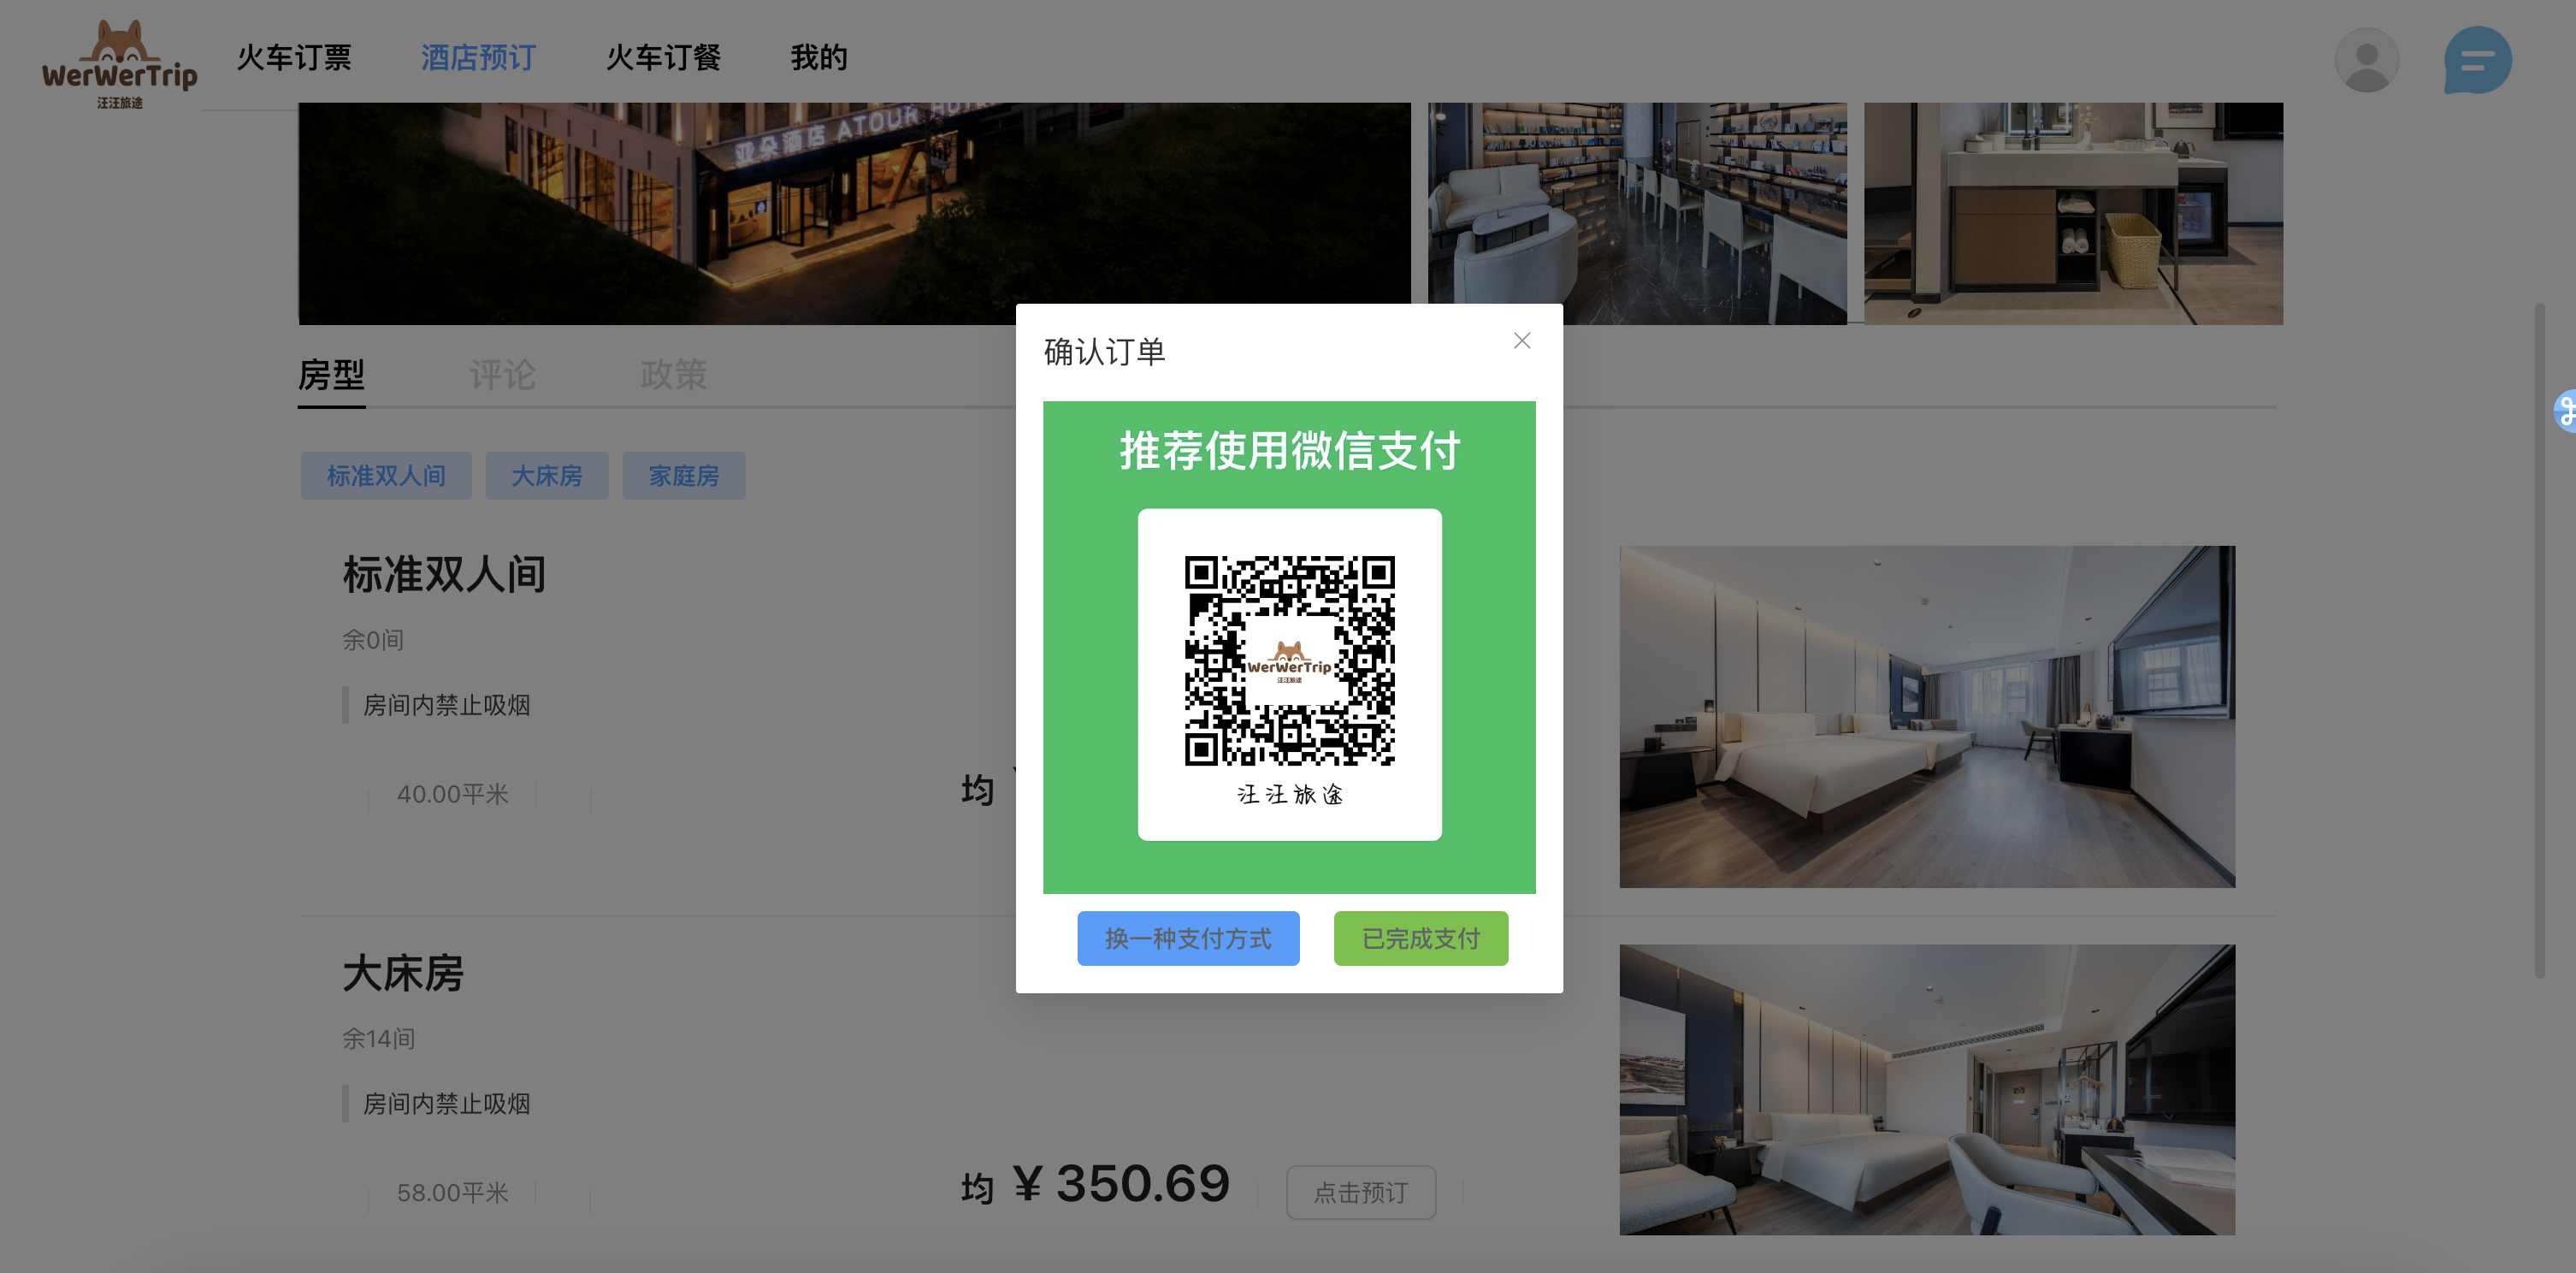 WerWerTrip
汪汪旅途
火车订票
酒店预订
火车订餐
我的
亚朵酒店 ATOUR HOTEL
房型
评论
政策
标准双人间
大床房
家庭房
标准双人间
余0间
房间内禁止吸烟
40.00平米
均
大床房
余14间
房间内禁止吸烟
58.00平米
均 ¥ 350.69
点击预订
确认订单
推荐使用微信支付
WerWerTrip
汪汪旅途
汪汪旅途
换一种支付方式
已完成支付